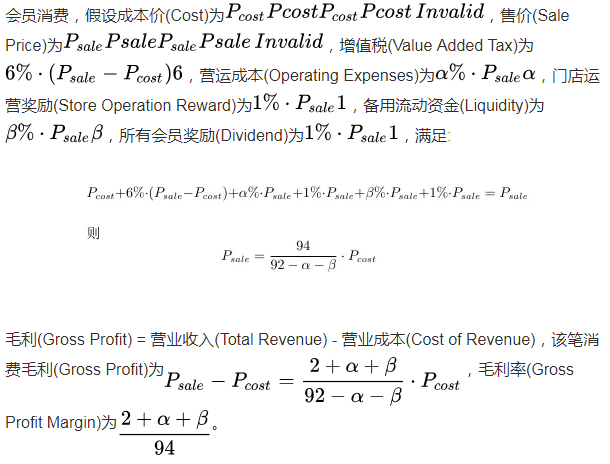 会员消费，假设成本价(Cost)为$P_{cost}PcostP_{cost}Pcost\,Invalid$，售价(Sale
Price)为$P_{sale}PsaleP_{sale}Psale\,Invalid$，增值税(Value Added Tax)为
$6\%\cdot(P_{sale}-P_{cost})6$，营运成本(Operating Expenses)为$\alpha\%\cdot P_{sale}\alpha$，门店运
营奖励(Store Operation Reward)为$1\%\cdot P_{sale}1$，备用流动资金(Liquidity)为
$\beta\%\cdot P_{sale}\beta$，所有会员奖励(Dividend)为$1\%\cdot P_{sale}1$，满足:
$P_{cost}+6\%\cdot(P_{sale}-P_{cost})+\alpha\%\cdot P_{sale}+1\%\cdot P_{sale}+\beta\%\cdot P_{sale}+1\%\cdot P_{sale}=P_{sale}$
则
$P_{sale}=\frac{94}{92-\alpha-\beta}\cdot P_{cost}$
毛利(Gross Profit) = 营业收入(Total Revenue) - 营业成本(Cost of Revenue)，该笔消
费毛利(Gross Profit)为$P_{sale}-P_{cost}=\frac{2+\alpha+\beta}{92-\alpha-\beta}\cdot P_{cost}$，毛利率(Gross
Profit Margin)为$\frac{2+\alpha+\beta}{94}$。